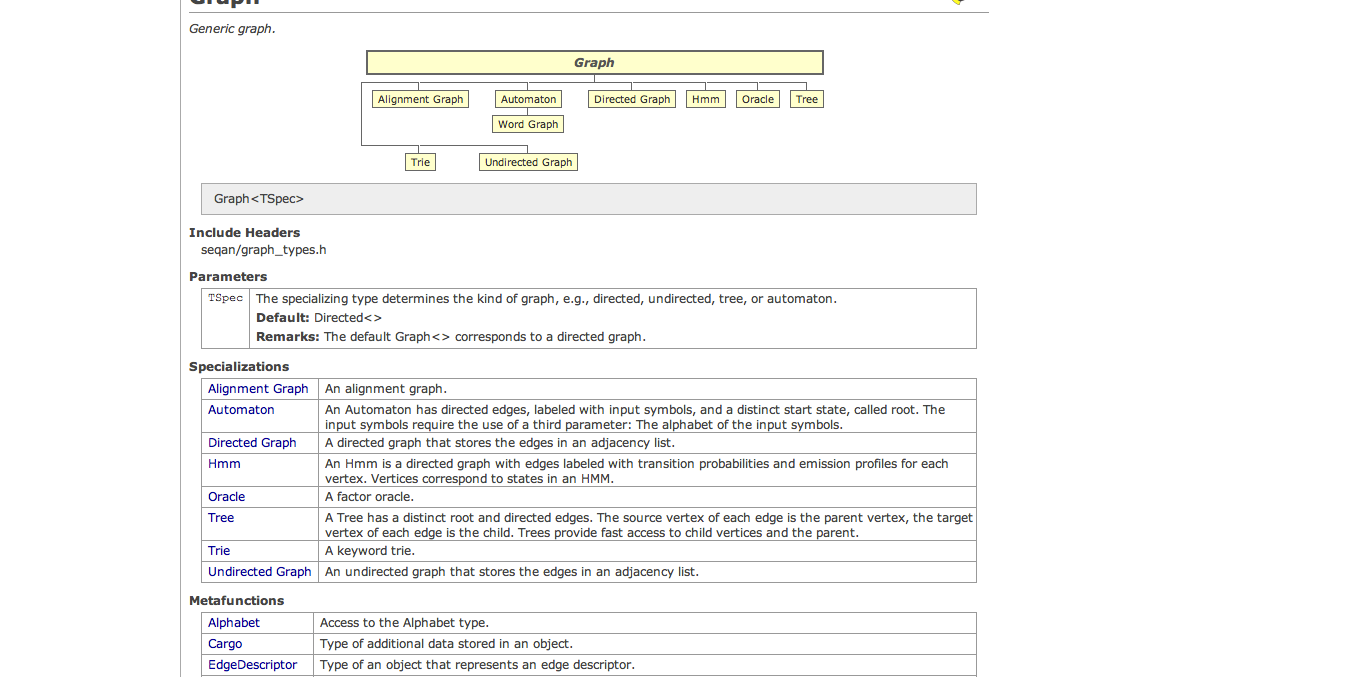 Graph
Generic graph.
Graph
Alignment Graph Automaton Directed Graph Hmm Oracle Tree
Word Graph
Trie Undirected Graph
Graph<TSpec>
Include Headers
seqan/graph_types.h
Parameters
TSpec The specializing type determines the kind of graph, e.g., directed, undirected, tree, or automaton.
Default: Directed<>
Remarks: The default Graph<> corresponds to a directed graph.
Specializations
Alignment Graph An alignment graph.
Automaton An Automaton has directed edges, labeled with input symbols, and a distinct start state, called root. The
input symbols require the use of a third parameter: The alphabet of the input symbols.
Directed Graph A directed graph that stores the edges in an adjacency list.
Hmm An Hmm is a directed graph with edges labeled with transition probabilities and emission profiles for each
vertex. Vertices correspond to states in an HMM.
Oracle A factor oracle.
Tree A Tree has a distinct root and directed edges. The source vertex of each edge is the parent vertex, the target
vertex of each edge is the child. Trees provide fast access to child vertices and the parent.
Trie A keyword trie.
Undirected Graph An undirected graph that stores the edges in an adjacency list.
Metafunctions
Alphabet Access to the Alphabet type.
Cargo Type of additional data stored in an object.
EdgeDescriptor Type of an object that represents an edge descriptor.